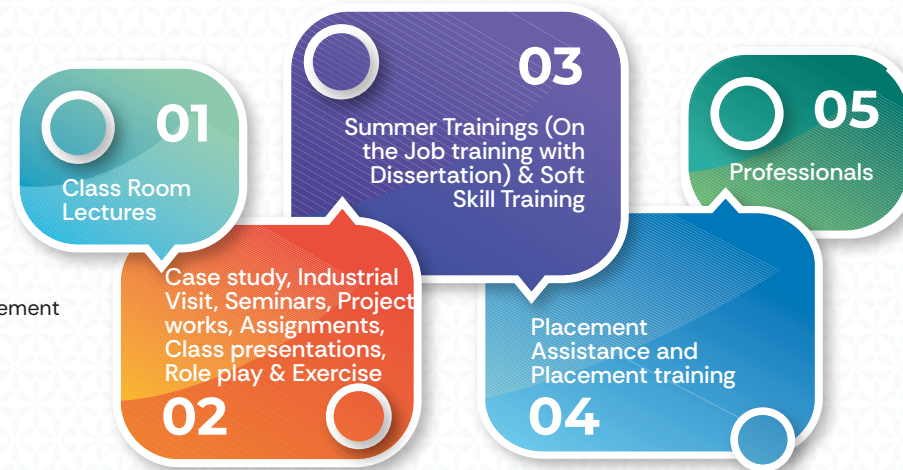 01
Class Room
Lectures
ement
Case study, Industrial
Visit, Seminars, Project
works, Assignments,
Class presentations,
Role play & Exercise
02
03
Summer Trainings (On
the Job training with
Dissertation) & Soft
Skill Training
Placement
Assistance and
Placement training
04
05
Professionals